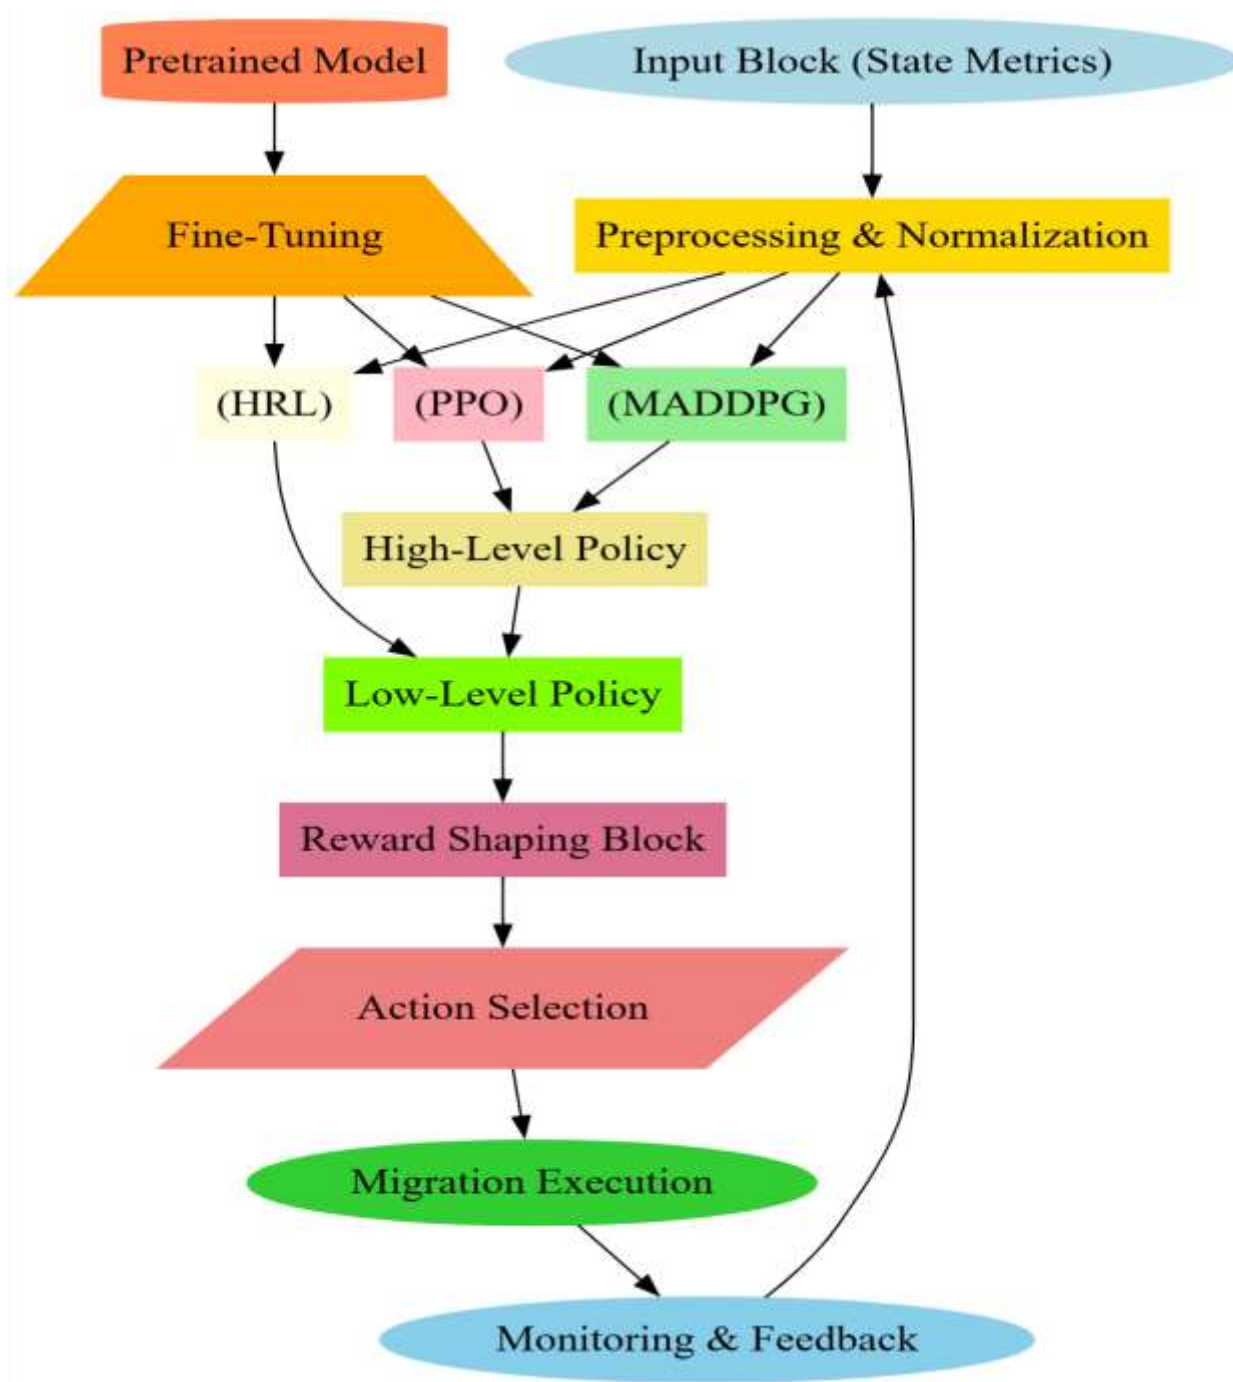 Pretrained Model
Input Block (State Metrics)
Fine-Tuning
Preprocessing & Normalization
(HRL)
(PPO)
(MADDPG)
High-Level Policy
Low-Level Policy
Reward Shaping Block
Action Selection
Migration Execution
Monitoring & Feedback